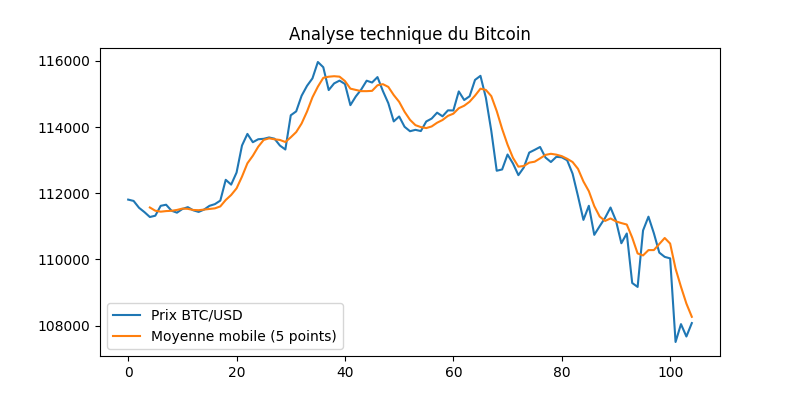 Analyse technique du Bitcoin
116000
114000
112000
110000
108000
Prix BTC/USD
Moyenne mobile (5 points)
0 20 40 60 80 100